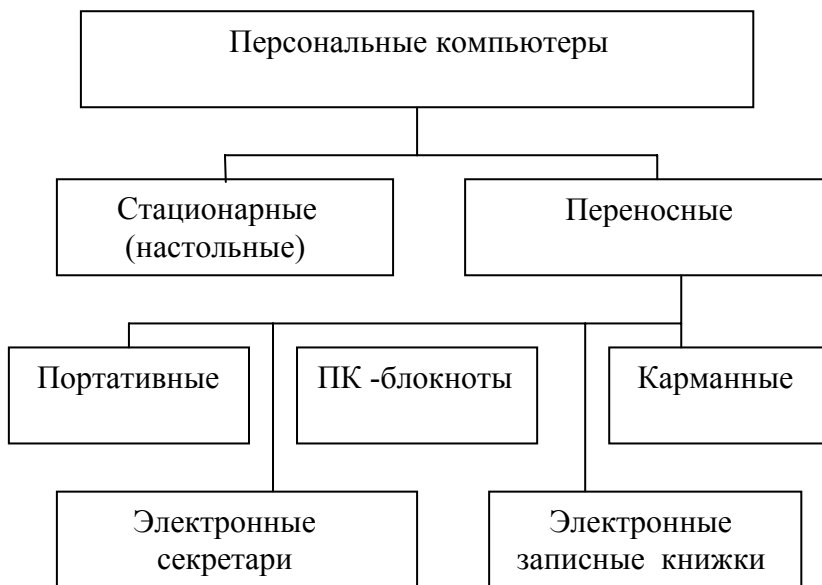 Персональные компьютеры
Стационарные
(настольные)
Переносные
Портативные
ПК -блокноты
Карманные
Электронные
секретари
Электронные
записные книжки